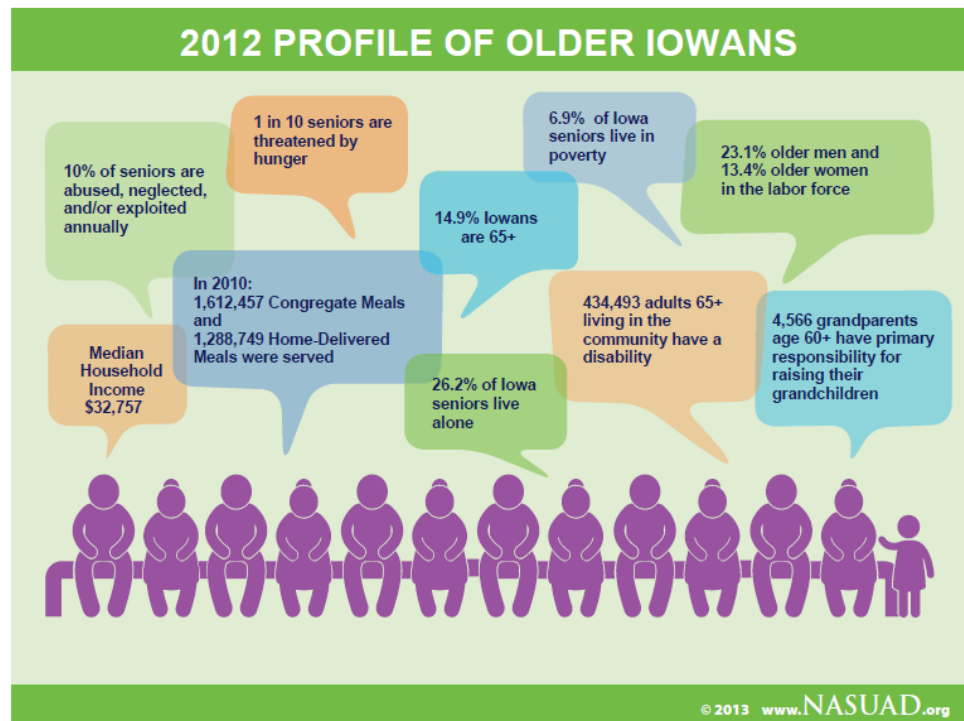 2012 PROFILE OF OLDER IOWANS
10% of seniors are
abused, neglected,
and/or exploited
annually
1 in 10 seniors are
threatened by
hunger
14.9% Iowans
are 65+
6.9% of Iowa
seniors live in
poverty
23.1% older men and
13.4% older women
in the labor force
Median
Household
Income
$32,757
In 2010:
1,612,457 Congregate Meals
and
1,288,749 Home-Delivered
Meals were served
26.2% of Iowa
seniors live
alone
434,493 adults 65+
living in the
community have a
disability
4,566 grandparents
age 60+ have primary
responsibility for
raising their
grandchildren
© 2013 www.NASUAD.org